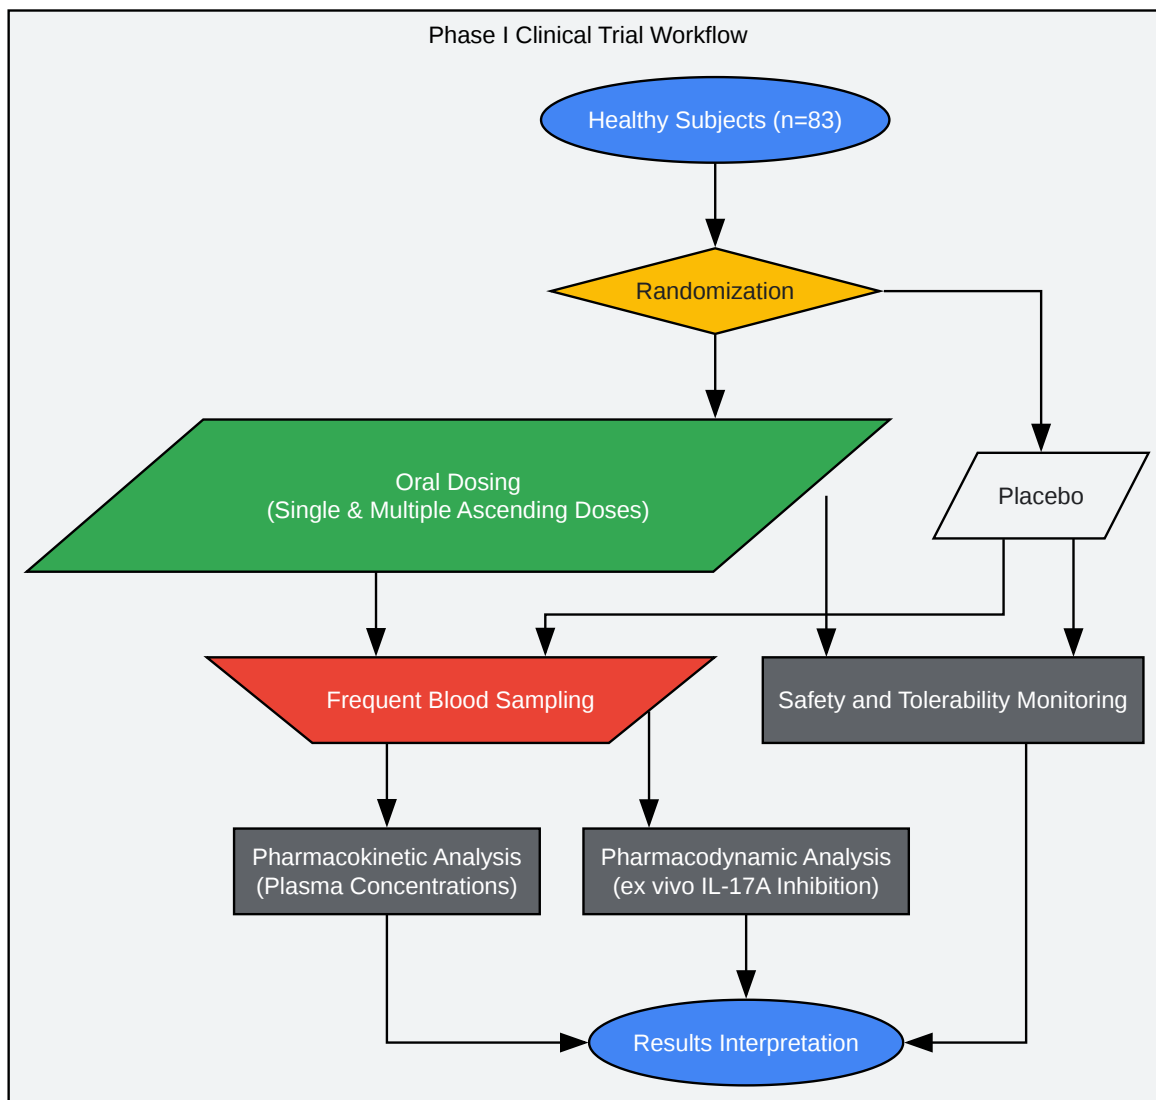 Phase I Clinical Trial Workflow
Healthy Subjects (n=83)
Randomization
Oral Dosing
(Single & Multiple Ascending Doses)
Placebo
Frequent Blood Sampling
Safety and Tolerability Monitoring
Pharmacokinetic Analysis
(Plasma Concentrations)
Pharmacodynamic Analysis
(ex vivo IL-17A Inhibition)
Results Interpretation